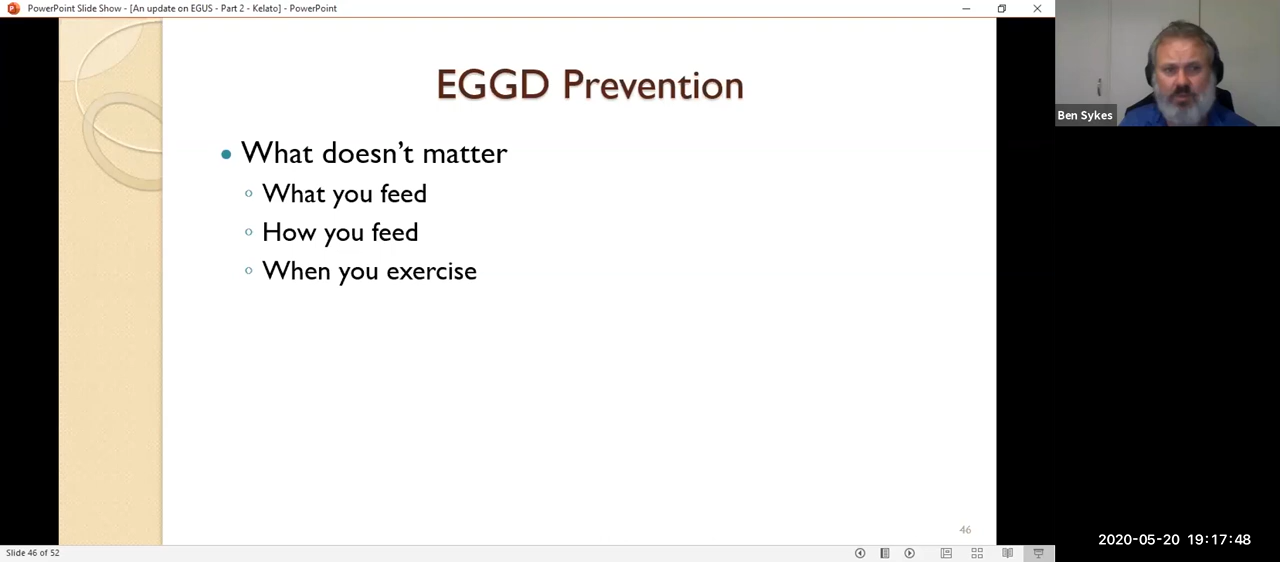 PowerPoint Slide Show - [An update on EGUS - Part 2 - Kelato] - PowerPoint
EGGD Prevention
Ben Sykes
What doesn’t matter
What you feed
How you feed
When you exercise
46
2020-05-20 19:17:48
Slide 46 of 52